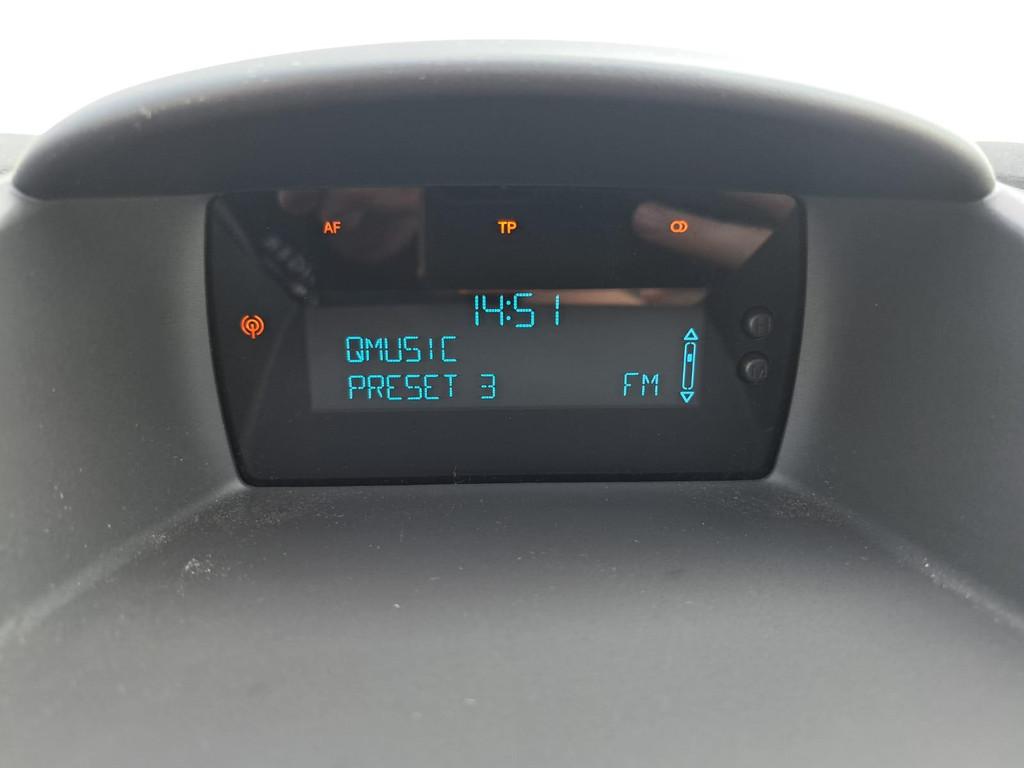 AF TP
14:51
QMUSIC
PRESET 3 FM